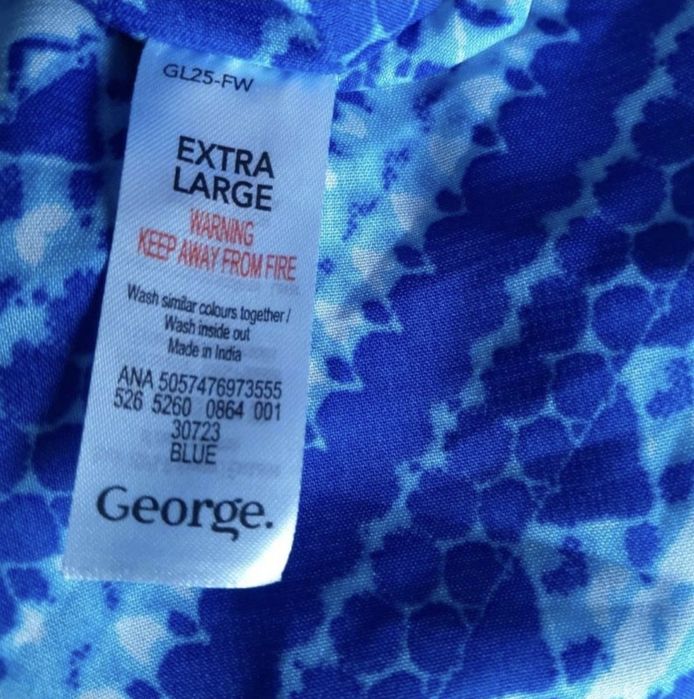 GL25-FW
EXTRA
LARGE
WARNING
KEEP AWAY FROM FIRE
Wash similar colours together /
Wash inside out
Made in India
ANA 5057476973555
526 5260 0864 001
30723
BLUE
George.